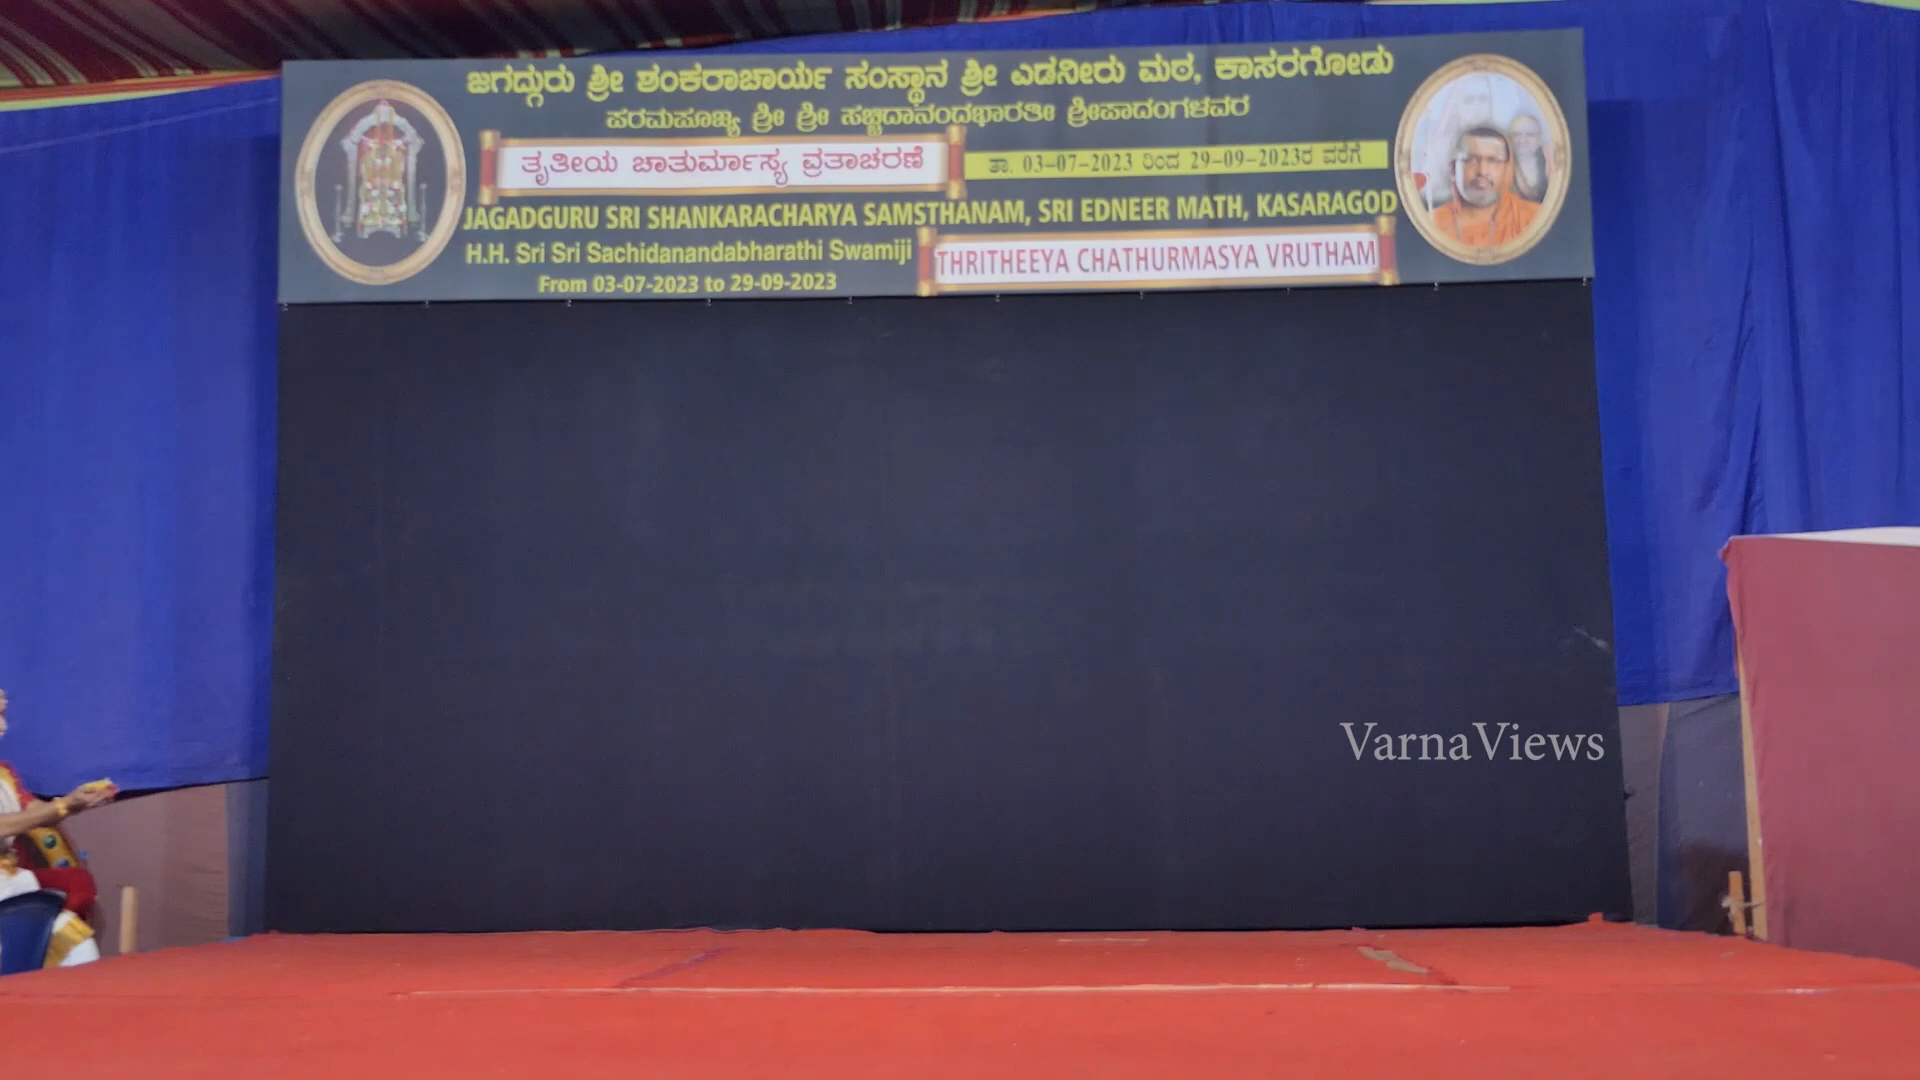 ಜಗದ್ಗುರು ಶ್ರೀ ಶಂಕರಾಚಾರ್ಯ ಸಂಸ್ಥಾನ ಶ್ರೀ ಎಡನೀರು ಮಠ, ಕಾಸರಗೋಡು
ಪರಮಪೂಜ್ಯ ಶ್ರೀ ಶ್ರೀ ಸಚ್ಚಿದಾನಂದಭಾರತೀ ಶ್ರೀಪಾದಂಗಳವರ
ತೃತೀಯ ಚಾತುರ್ಮಾಸ್ಯ ವ್ರತಾಚರಣೆ
ತಾ. 03-07-2023 ರಿಂದ 29-09-2023ರ ವರೆಗೆ
JAGADGURU SRI SHANKARACHARYA SAMSTHANAM, SRI EDNEER MATH, KASARAGOD
H.H. Sri Sri Sachidanandabharathi Swamiji
THRITHEEYA CHATHURMASYA VRUTHAM
From 03-07-2023 to 29-09-2023
VarnaViews